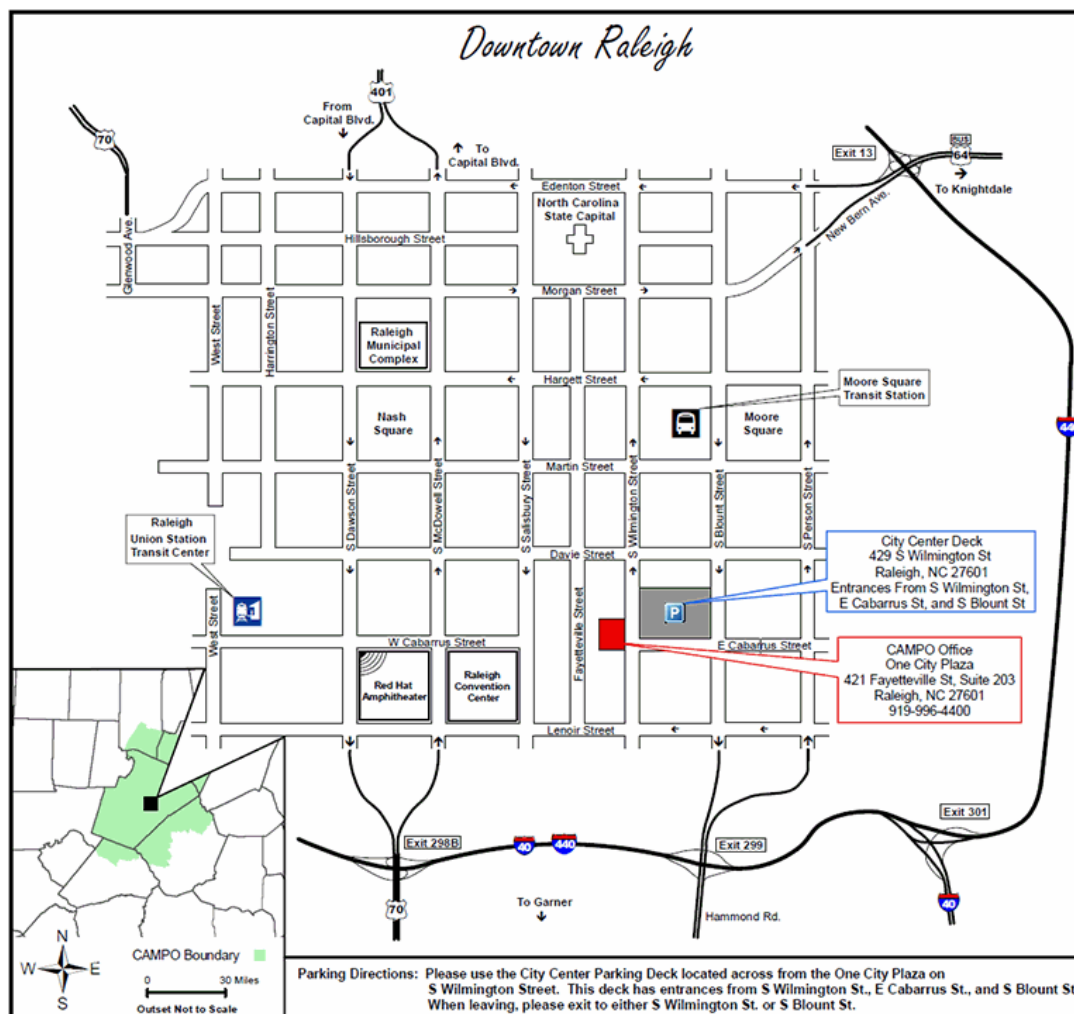 Downtown Raleigh
401
From
Capital Blvd.
To
Capital Blvd.
70
Exit 13
BUS
64
To Knightdale
Edenton Street
North Carolina
State Capital
New Bern Ave.
Glenwood Ave.
Hillsborough Street
Morgan Street
West Street
Harrington Street
Raleigh
Municipal
Complex
Hargett Street
Moore Square
Transit Station
Nash
Square
Moore
Square
440
Martin Street
S Dawson Street
S McDowell Street
S Salisbury Street
S Wilmington Street
S Blount Street
S Person Street
Raleigh
Union Station
Transit Center
Davie Street
City Center Deck
429 S Wilmington St
Raleigh, NC 27601
Entrances From S Wilmington St,
E Cabarrus St, and S Blount St
P
West Street
Fayetteville Street
W Cabarrus Street
E Cabarrus Street
CAMPO Office
One City Plaza
421 Fayetteville St, Suite 203
Raleigh, NC 27601
919-996-4400
Red Hat
Amphitheater
Raleigh
Convention
Center
Lenoir Street
Exit 298B
40
440
Exit 299
Exit 301
70
To Garner
Hammond Rd.
40
N
W
E
S
CAMPO Boundary
0
30 Miles
Outset Not to Scale
Parking Directions: Please use the City Center Parking Deck located across from the One City Plaza on
S Wilmington Street. This deck has entrances from S Wilmington St., E Cabarrus St., and S Blount St
When leaving, please exit to either S Wilmington St. or S Blount St.